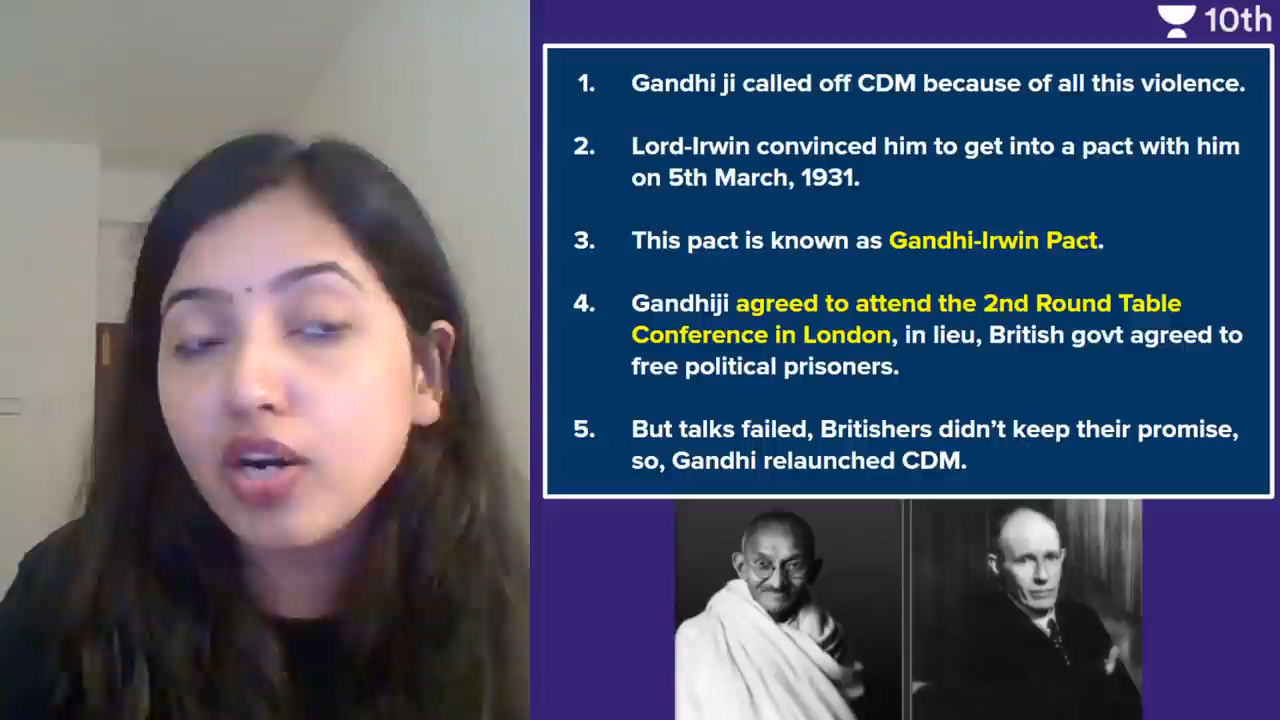 10th
1. Gandhi ji called off CDM because of all this violence.
2. Lord-Irwin convinced him to get into a pact with him
on 5th March, 1931.
3. This pact is known as Gandhi-Irwin Pact.
4. Gandhiji agreed to attend the 2nd Round Table
Conference in London, in lieu, British govt agreed to
free political prisoners.
5. But talks failed, Britishers didn’t keep their promise,
so, Gandhi relaunched CDM.